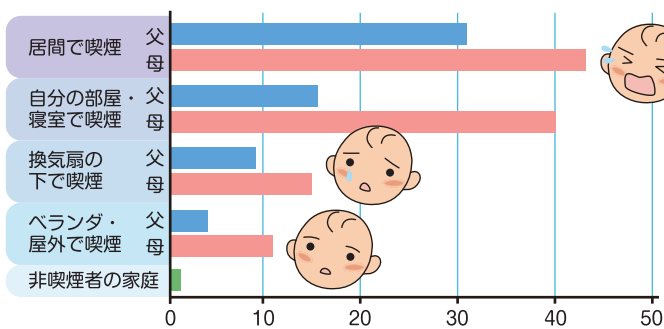 居間で喫煙
父
母
自分の部屋・
寝室で喫煙
父
母
換気扇の
下で喫煙
父
母
ベランダ・
屋外で喫煙
父
母
非喫煙者の家庭
0 10 20 30 40 50